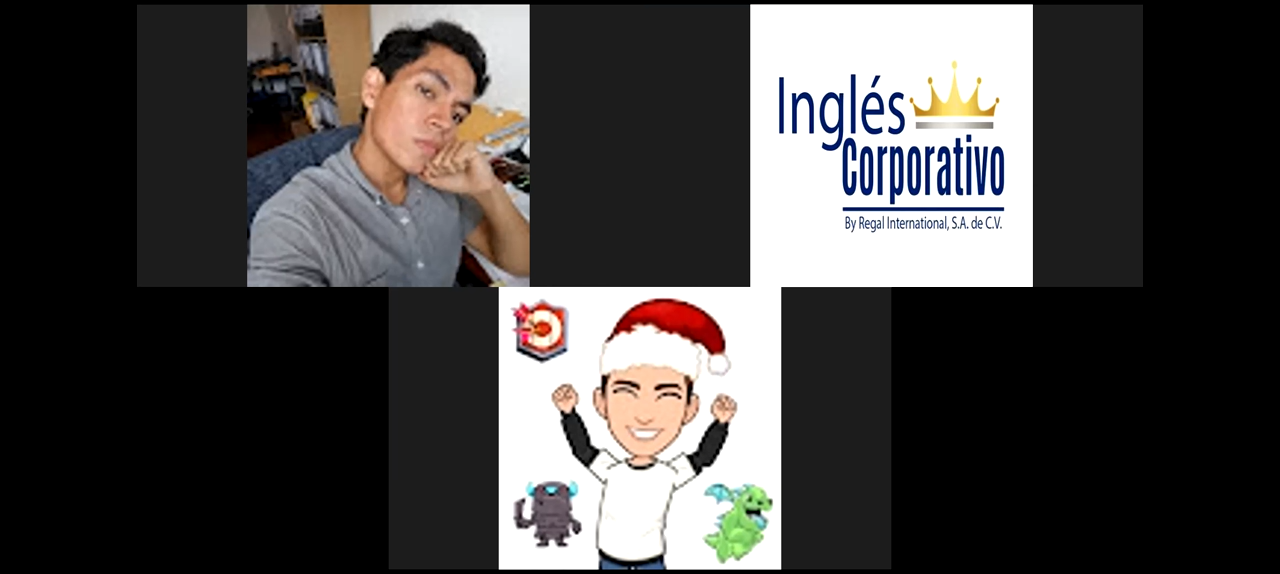 Inglés
Corporativo
By Regal International, S.A. de C.V.